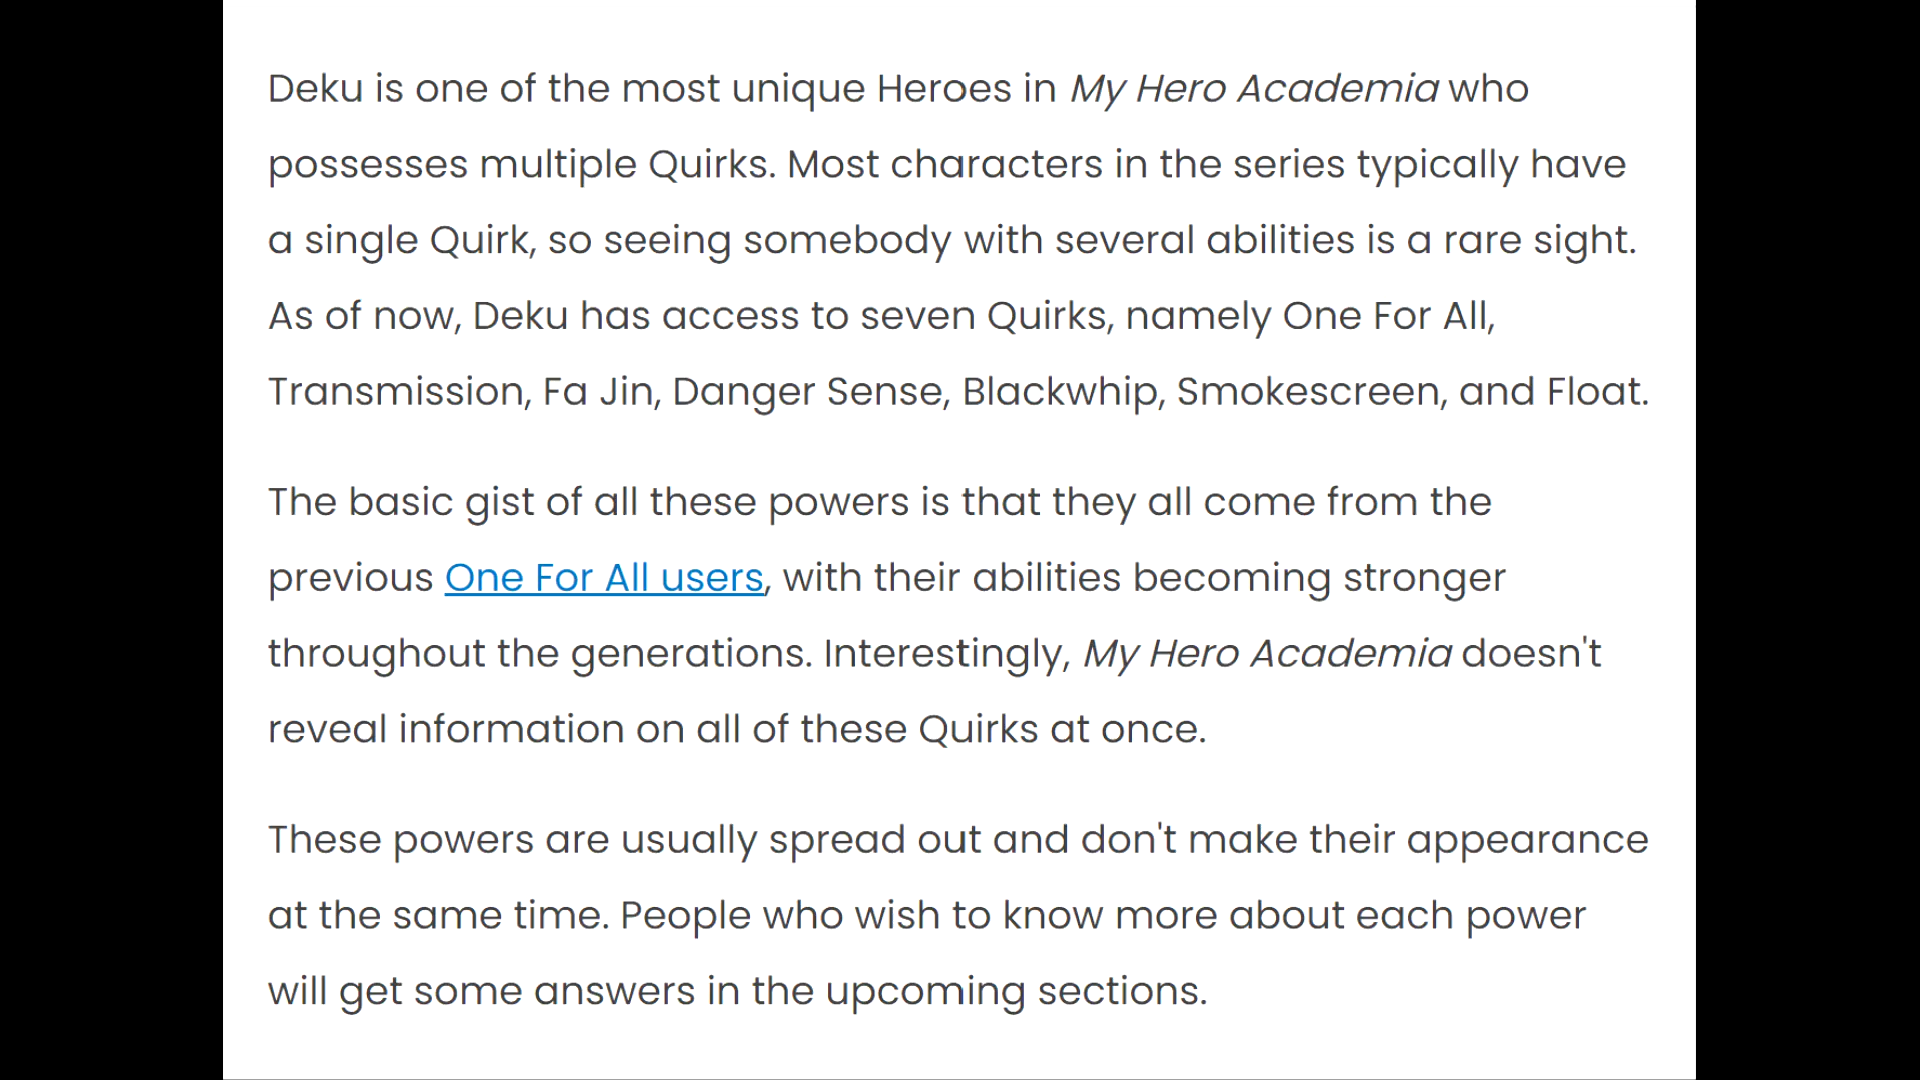 Deku is one of the most unique Heroes in My Hero Academia who
possesses multiple Quirks. Most characters in the series typically have
a single Quirk, so seeing somebody with several abilities is a rare sight.
As of now, Deku has access to seven Quirks, namely One For All,
Transmission, Fa Jin, Danger Sense, Blackwhip, Smokescreen, and Float.
The basic gist of all these powers is that they all come from the
previous One For All users, with their abilities becoming stronger
throughout the generations. Interestingly, My Hero Academia doesn't
reveal information on all of these Quirks at once.
These powers are usually spread out and don't make their appearance
at the same time. People who wish to know more about each power
will get some answers in the upcoming sections.